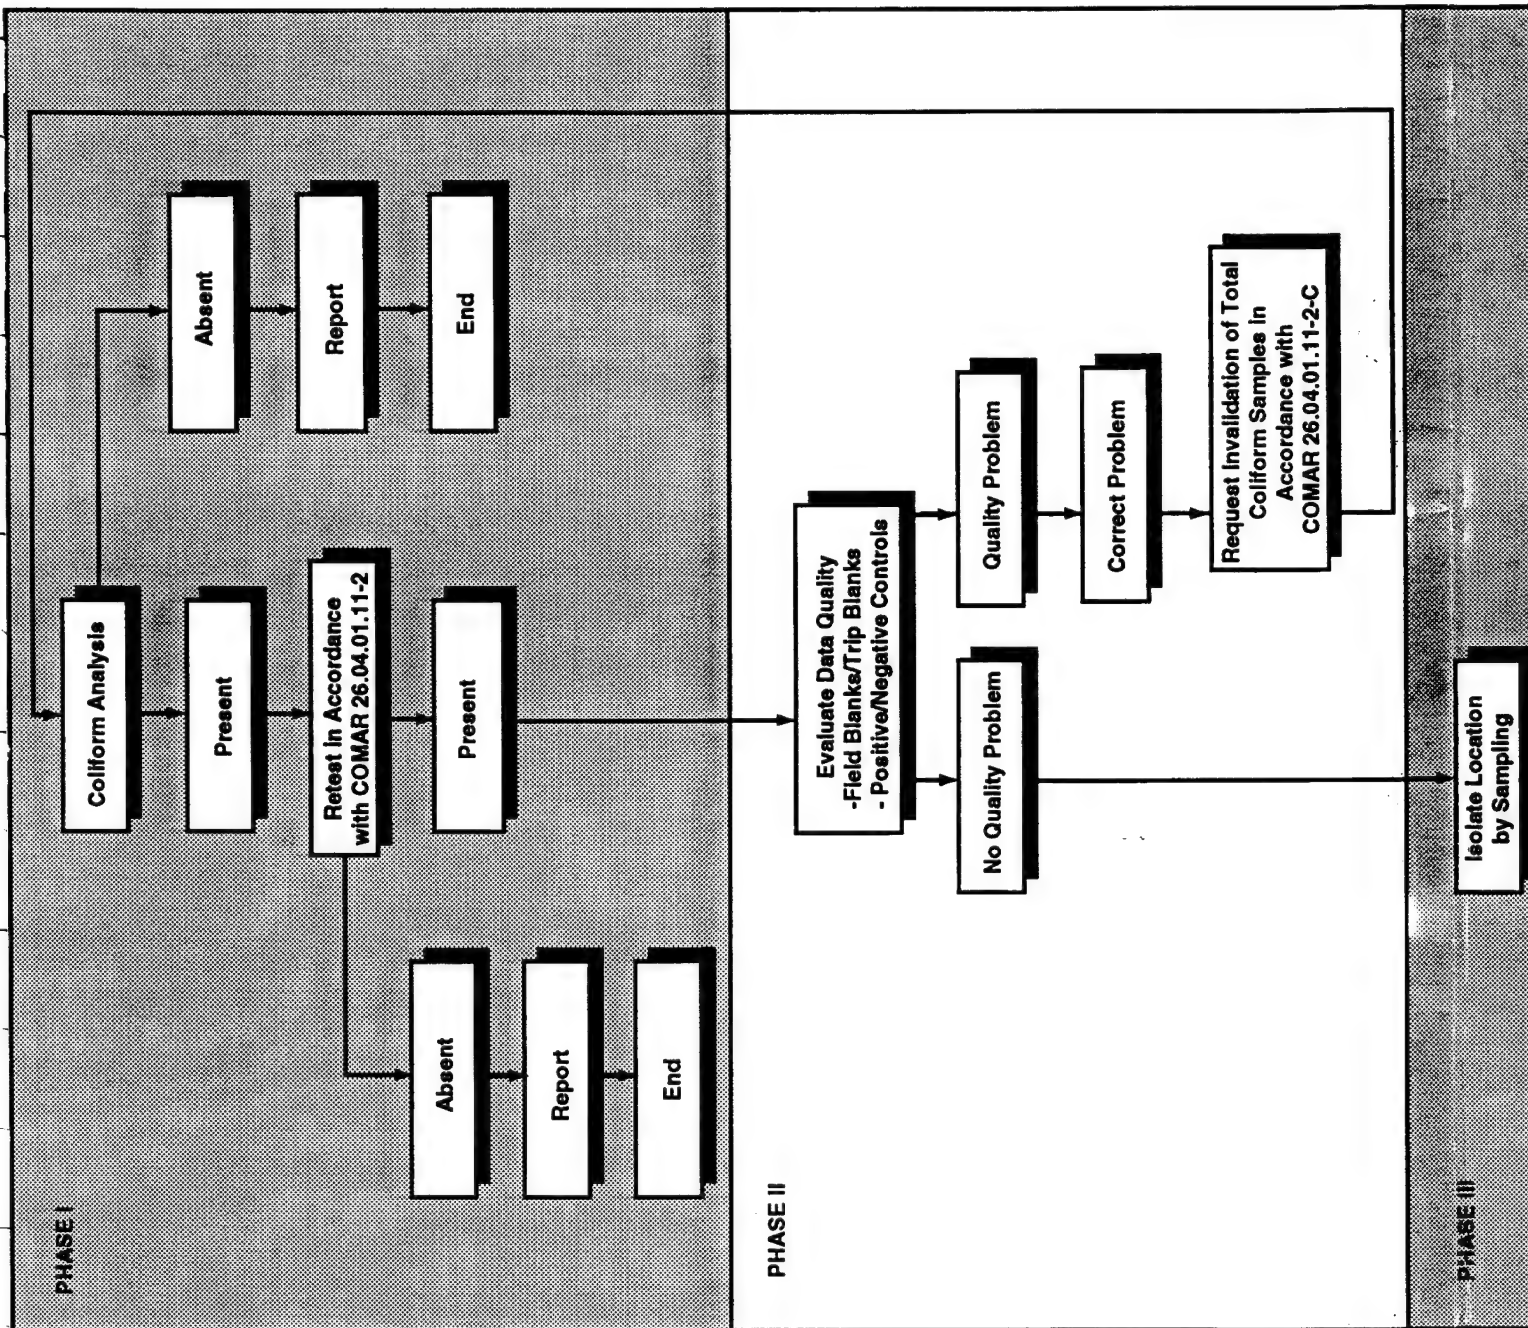 PHASE I
Coliform Analysis
Present
Absent
Report
End
Retest in Accordance
with COMAR 26.04.01.11-2
Present
Absent
Report
End
PHASE II
Evaluate Data Quality
-Field Blanks/Trip Blanks
- Positive/Negative Controls
No Quality Problem
Quality Problem
Correct Problem
Request Invalidation of Total
Coliform Samples in
Accordance with
COMAR 26.04.01.11-2-C
PHASE III
Isolate Location
by Sampling